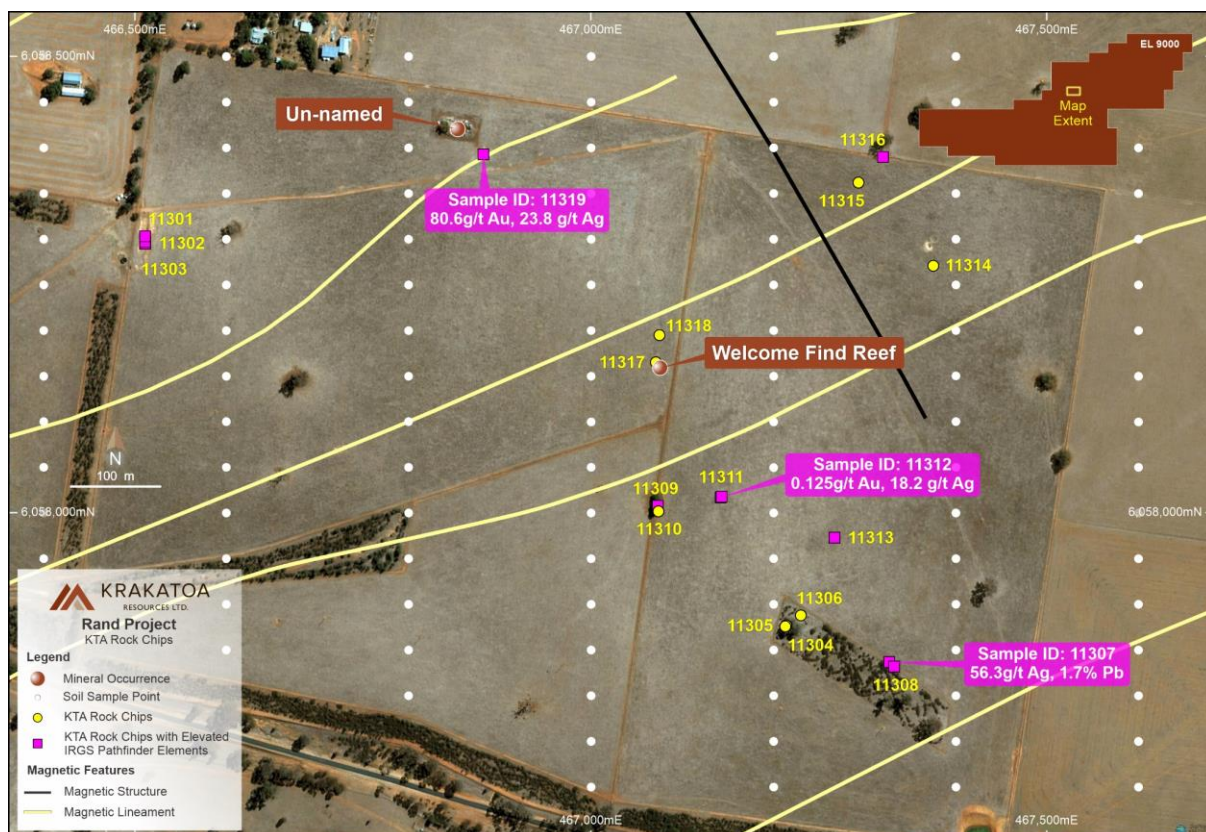 466,500mE
467,000mE
467,500mE
6,058,500mN
EL 9000
Map
Extent
Un-named
11316
11315
Sample ID: 11319
80.6g/t Au, 23.8 g/t Ag
11301
11302
11303
11314
11318
11317
Welcome Find Reef
N
100 m
Sample ID: 11312
0.125g/t Au, 18.2 g/t Ag
11311
11309
11310
6,058,000mN
6,058,000mN
11313
11306
11305
11304
Sample ID: 11307
56.3g/t Ag, 1.7% Pb
11308
KRAKATOA
RESOURCES LTD.
Rand Project
KTA Rock Chips
Legend
Mineral Occurrence
Soil Sample Point
KTA Rock Chips
KTA Rock Chips with Elevated
IRGS Pathfinder Elements
Magnetic Features
Magnetic Structure
Magnetic Lineament
467,000mE
467,500mE